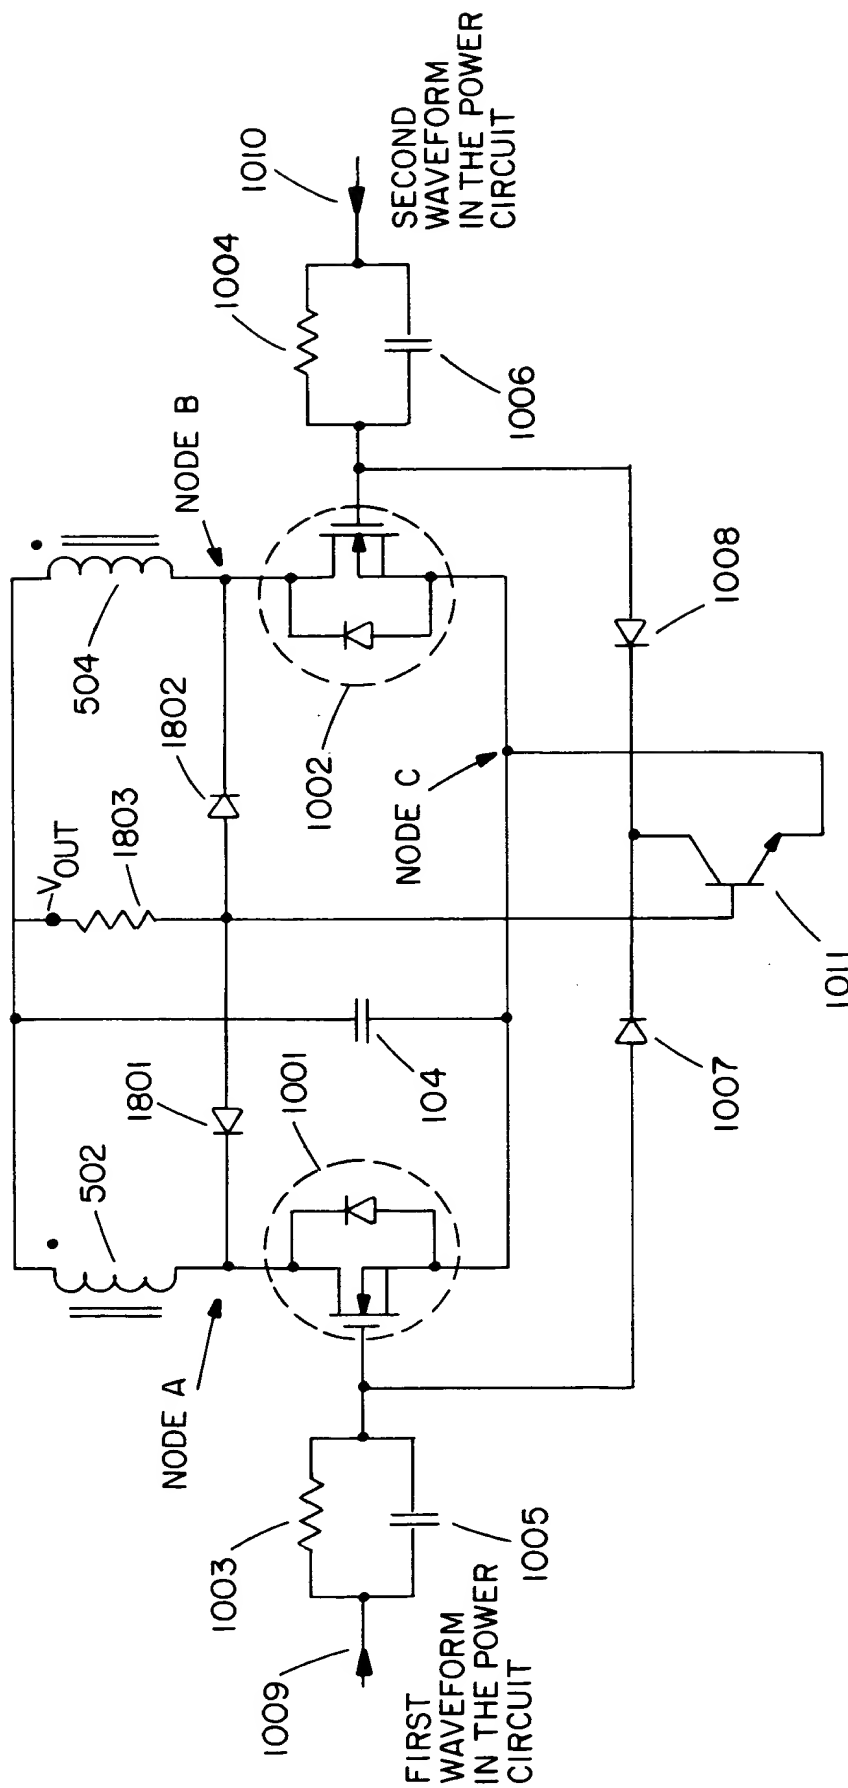 FIRST
WAVEFORM
IN THE POWER
CIRCUIT
1009
1003
1005
NODE A
502
1801
1001
104
1007
VOUT
1803
1802
504
NODE B
1002
NODE C
1011
1008
1004
1006
1010
SECOND
WAVEFORM
IN THE POWER
CIRCUIT